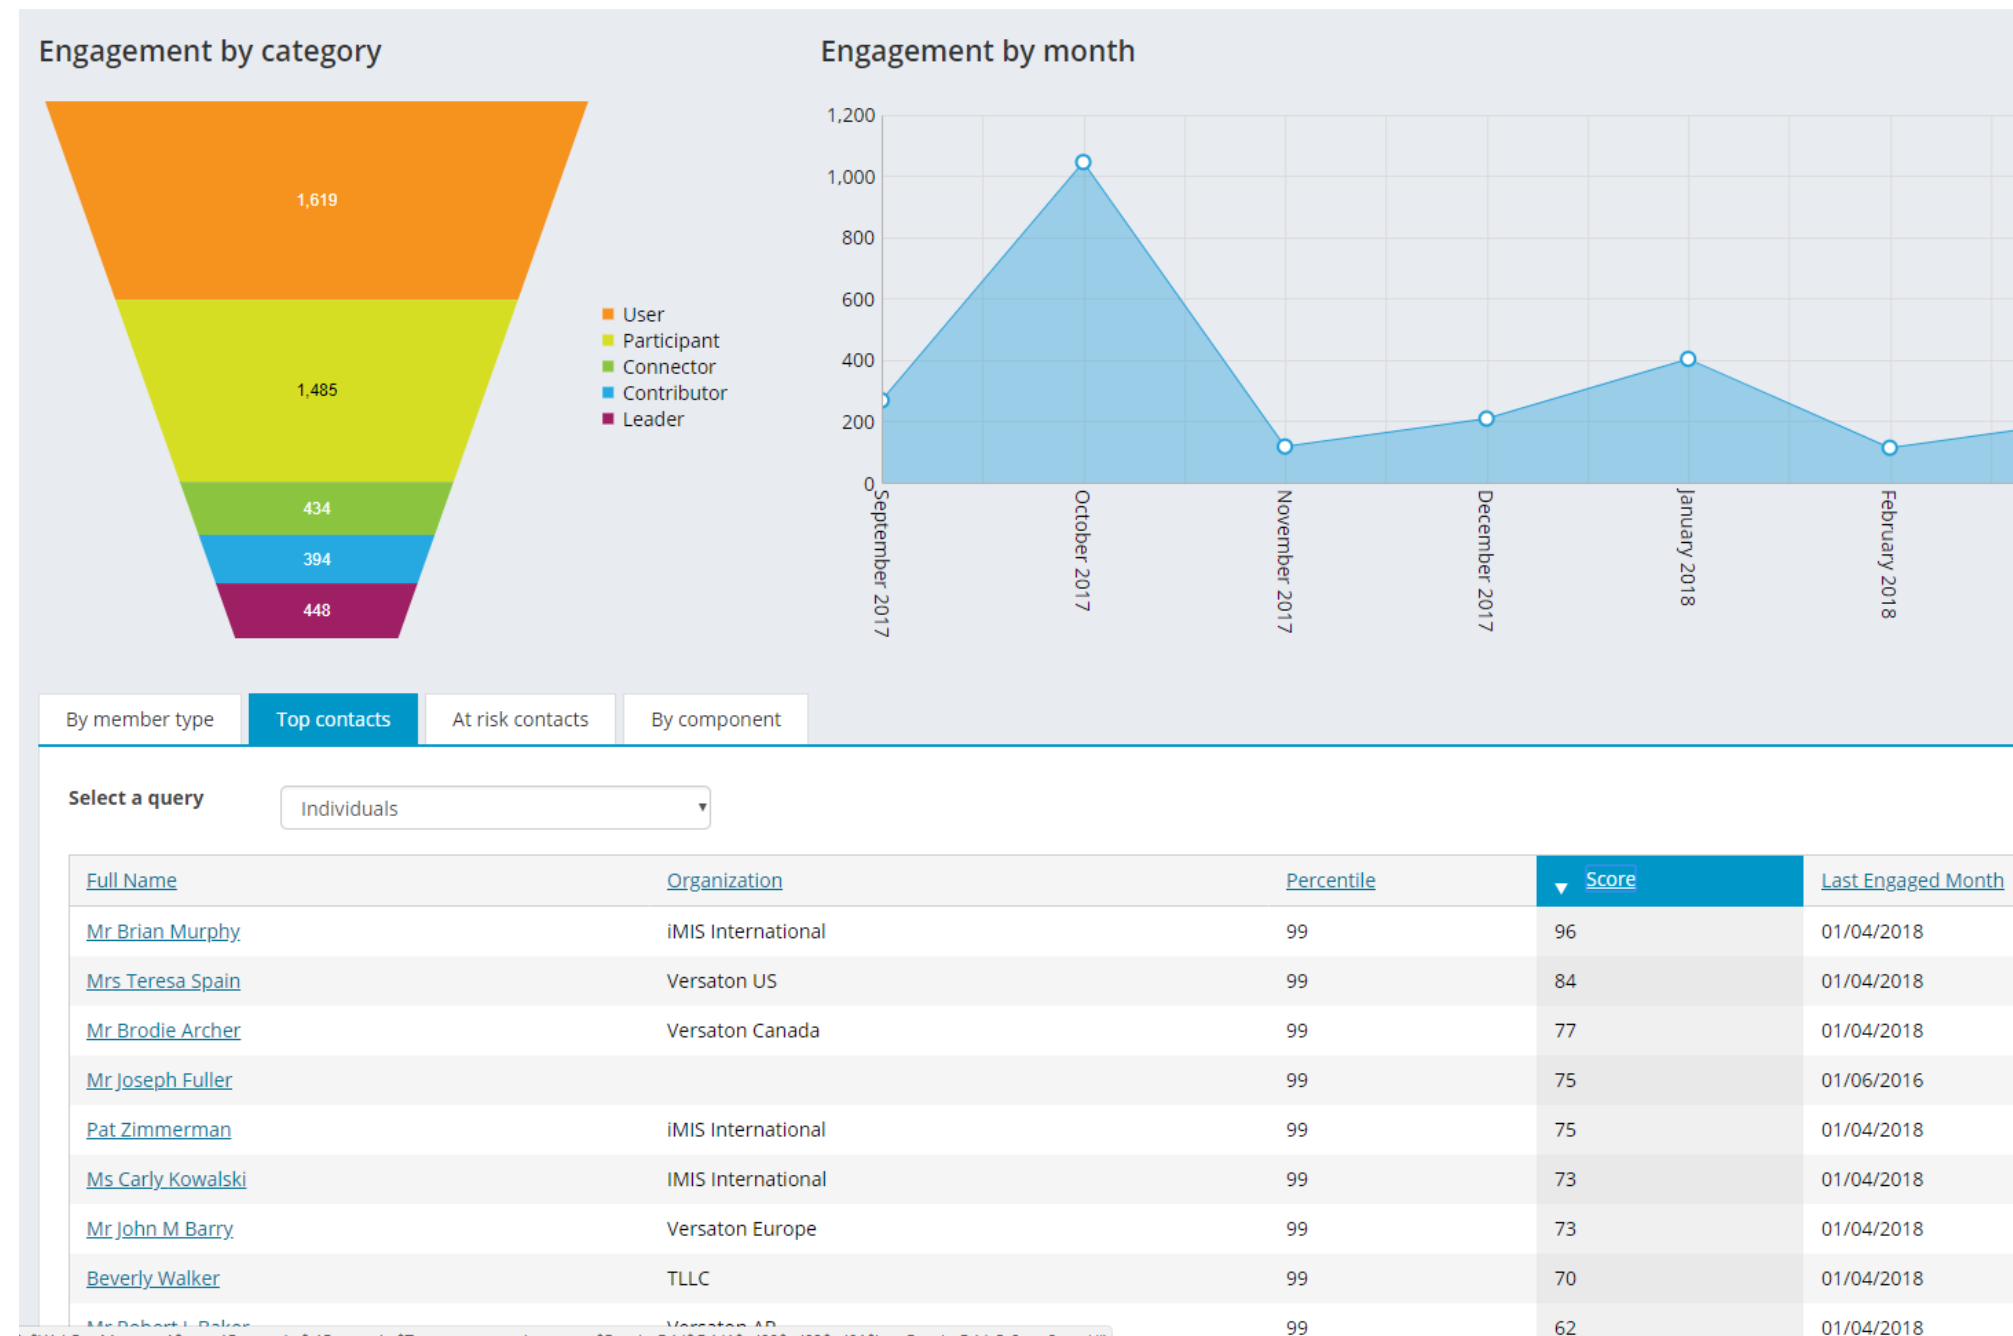 Engagement by category
1,619
1,485
434
394
448
User
Participant
Connector
Contributor
Leader
Engagement by month
1,200
1,000
800
600
400
200
0
September 2017
October 2017
November 2017
December 2017
January 2018
February 2018
By member type Top contacts At risk contacts By component
Select a query Individuals
Full Name Organization Percentile Score Last Engaged Month
Mr Brian Murphy iMIS International 99 96 01/04/2018
Mrs Teresa Spain Versaton US 99 84 01/04/2018
Mr Brodie Archer Versaton Canada 99 77 01/04/2018
Mr Joseph Fuller 99 75 01/06/2016
Pat Zimmerman iMIS International 99 75 01/04/2018
Ms Carly Kowalski IMIS International 99 73 01/04/2018
Mr John M Barry Versaton Europe 99 73 01/04/2018
Beverly Walker TLLC 99 70 01/04/2018
Mr Robert L Baker Versaton AP 99 62 01/04/2018